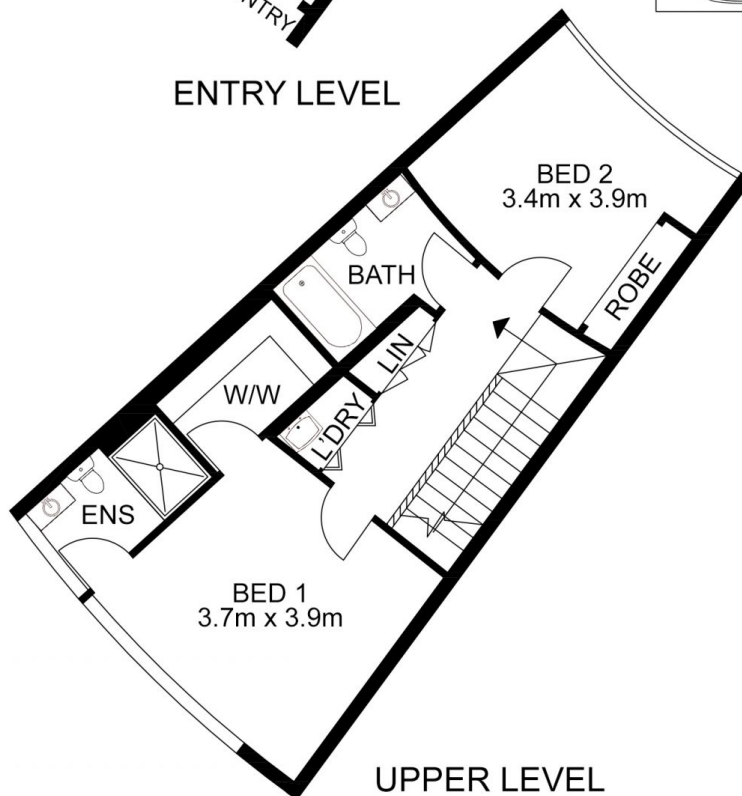 ENTRY
ENTRY LEVEL
BED 2
3.4m x 3.9m
BATH
ROBE
LIN
W/W
L'DRY
ENS
BED 1
3.7m x 3.9m
UPPER LEVEL